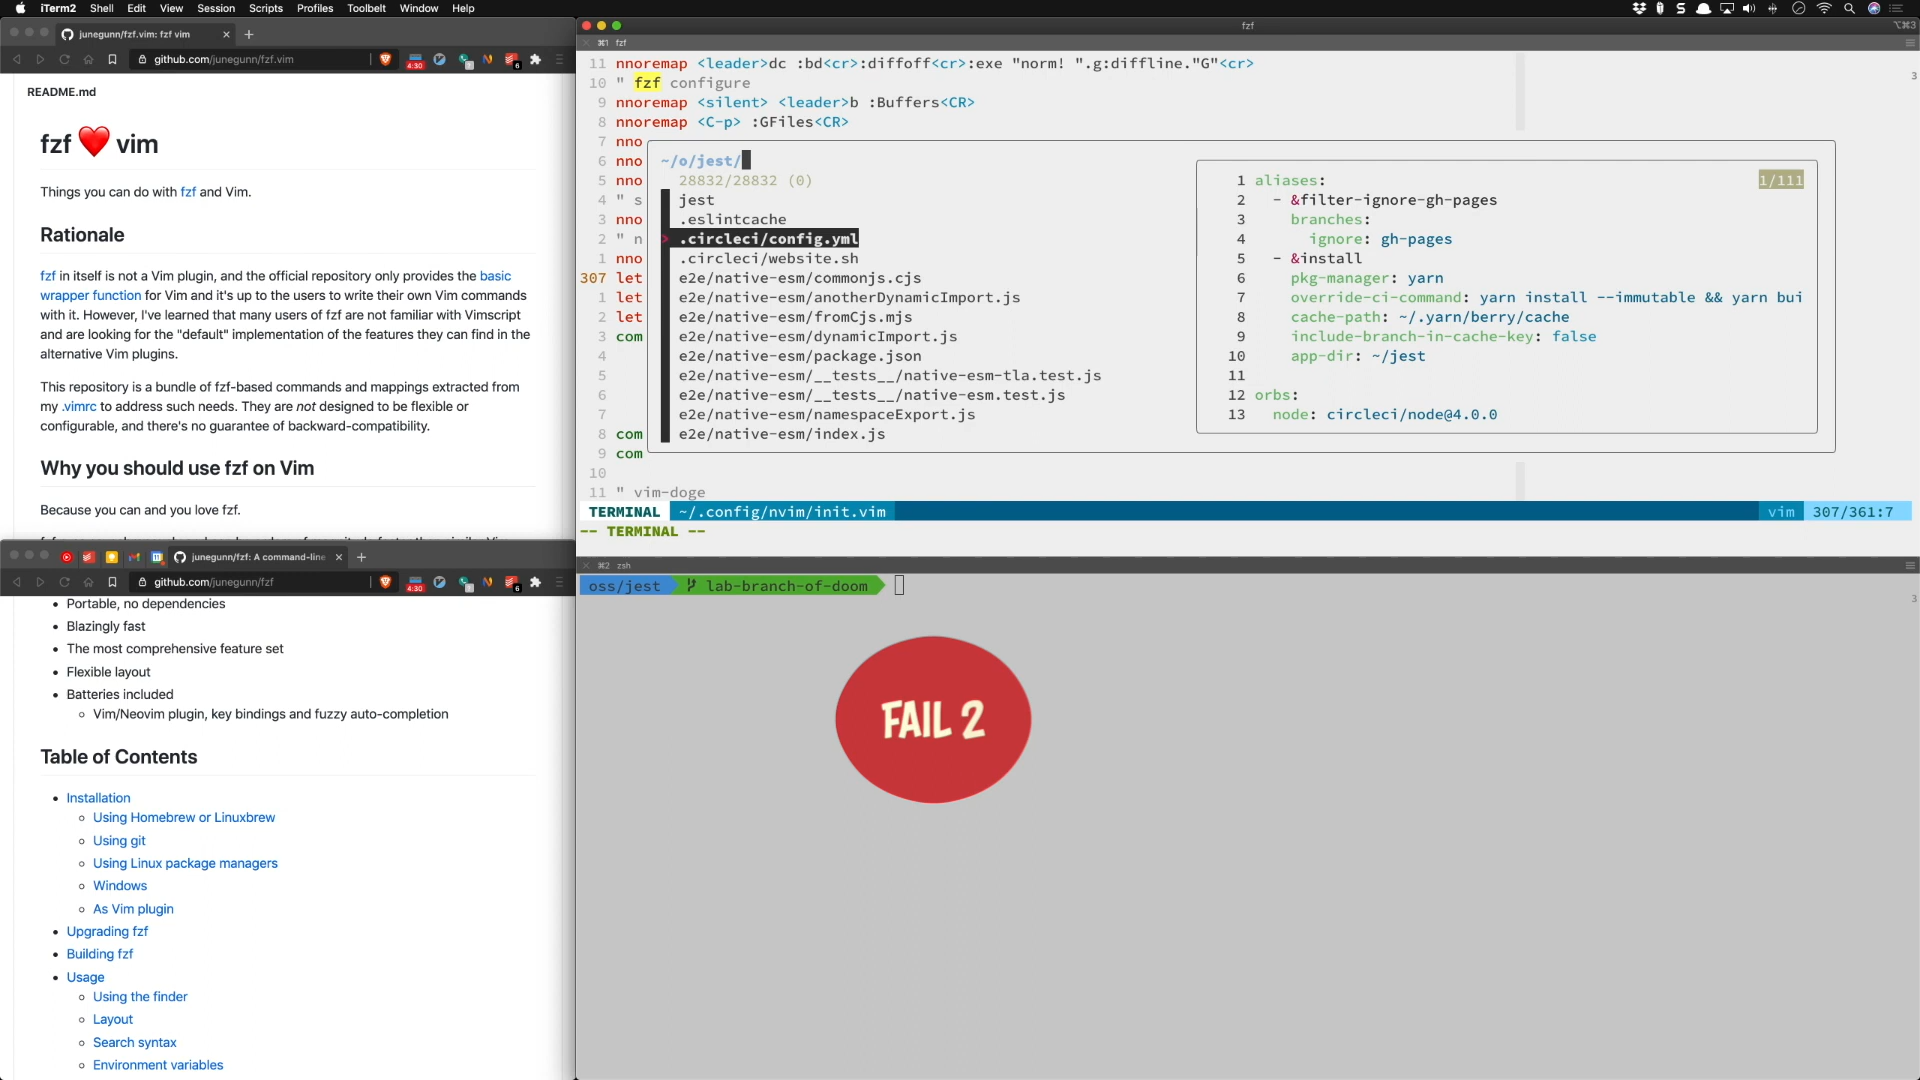 iTerm2 Shell Edit View Session Scripts Profiles Toolbelt Window Help
junegunn/fzf.vim: fzf vim
github.com/junegunn/fzf.vim
4:30
6
README.md
fzf ❤️ vim
Things you can do with fzf and Vim.
Rationale
fzf in itself is not a Vim plugin, and the official repository only provides the basic
wrapper function for Vim and it's up to the users to write their own Vim commands
with it. However, I've learned that many users of fzf are not familiar with Vimscript
and are looking for the "default" implementation of the features they can find in the
alternative Vim plugins.
This repository is a bundle of fzf-based commands and mappings extracted from
my .vimrc to address such needs. They are not designed to be flexible or
configurable, and there's no guarantee of backward-compatibility.
Why you should use fzf on Vim
Because you can and you love fzf.
junegunn/fzf: A command-line
github.com/junegunn/fzf
4:30
6
• Portable, no dependencies
• Blazingly fast
• The most comprehensive feature set
• Flexible layout
• Batteries included
◦ Vim/Neovim plugin, key bindings and fuzzy auto-completion
Table of Contents
• Installation
◦ Using Homebrew or Linuxbrew
◦ Using git
◦ Using Linux package managers
◦ Windows
◦ As Vim plugin
• Upgrading fzf
• Building fzf
• Usage
◦ Using the finder
◦ Layout
◦ Search syntax
◦ Environment variables
fzf
⌥⌘3
⌘1 fzf
3
11 nnoremap <leader>dc :bd<cr>:diffoff<cr>:exe "norm! ".g:diffline."G"<cr>
10 " fzf configure
9 nnoremap <silent> <leader>b :Buffers<CR>
8 nnoremap <C-p> :GFiles<CR>
7 nno
6 nno
5 nno
4 " s
3 nno
2 " n
1 nno
307 let
1 let
2 let
3 com
4
5
6
7
8 com
9 com
10
11 " vim-doge
~/o/jest/
28832/28832 (0)
jest
.eslintcache
> .circleci/config.yml
.circleci/website.sh
e2e/native-esm/commonjs.cjs
e2e/native-esm/anotherDynamicImport.js
e2e/native-esm/fromCjs.mjs
e2e/native-esm/dynamicImport.js
e2e/native-esm/package.json
e2e/native-esm/__tests__/native-esm-tla.test.js
e2e/native-esm/__tests__/native-esm.test.js
e2e/native-esm/namespaceExport.js
e2e/native-esm/index.js
1 aliases: 1/111
2 - &filter-ignore-gh-pages
3 branches:
4 ignore: gh-pages
5 - &install
6 pkg-manager: yarn
7 override-ci-command: yarn install --immutable && yarn bui
8 cache-path: ~/.yarn/berry/cache
9 include-branch-in-cache-key: false
10 app-dir: ~/jest
11
12 orbs:
13 node: circleci/node@4.0.0
TERMINAL ~/.config/nvim/init.vim vim 307/361:7
-- TERMINAL --
⌘2 zsh
oss/jest lab-branch-of-doom
3
FAIL 2